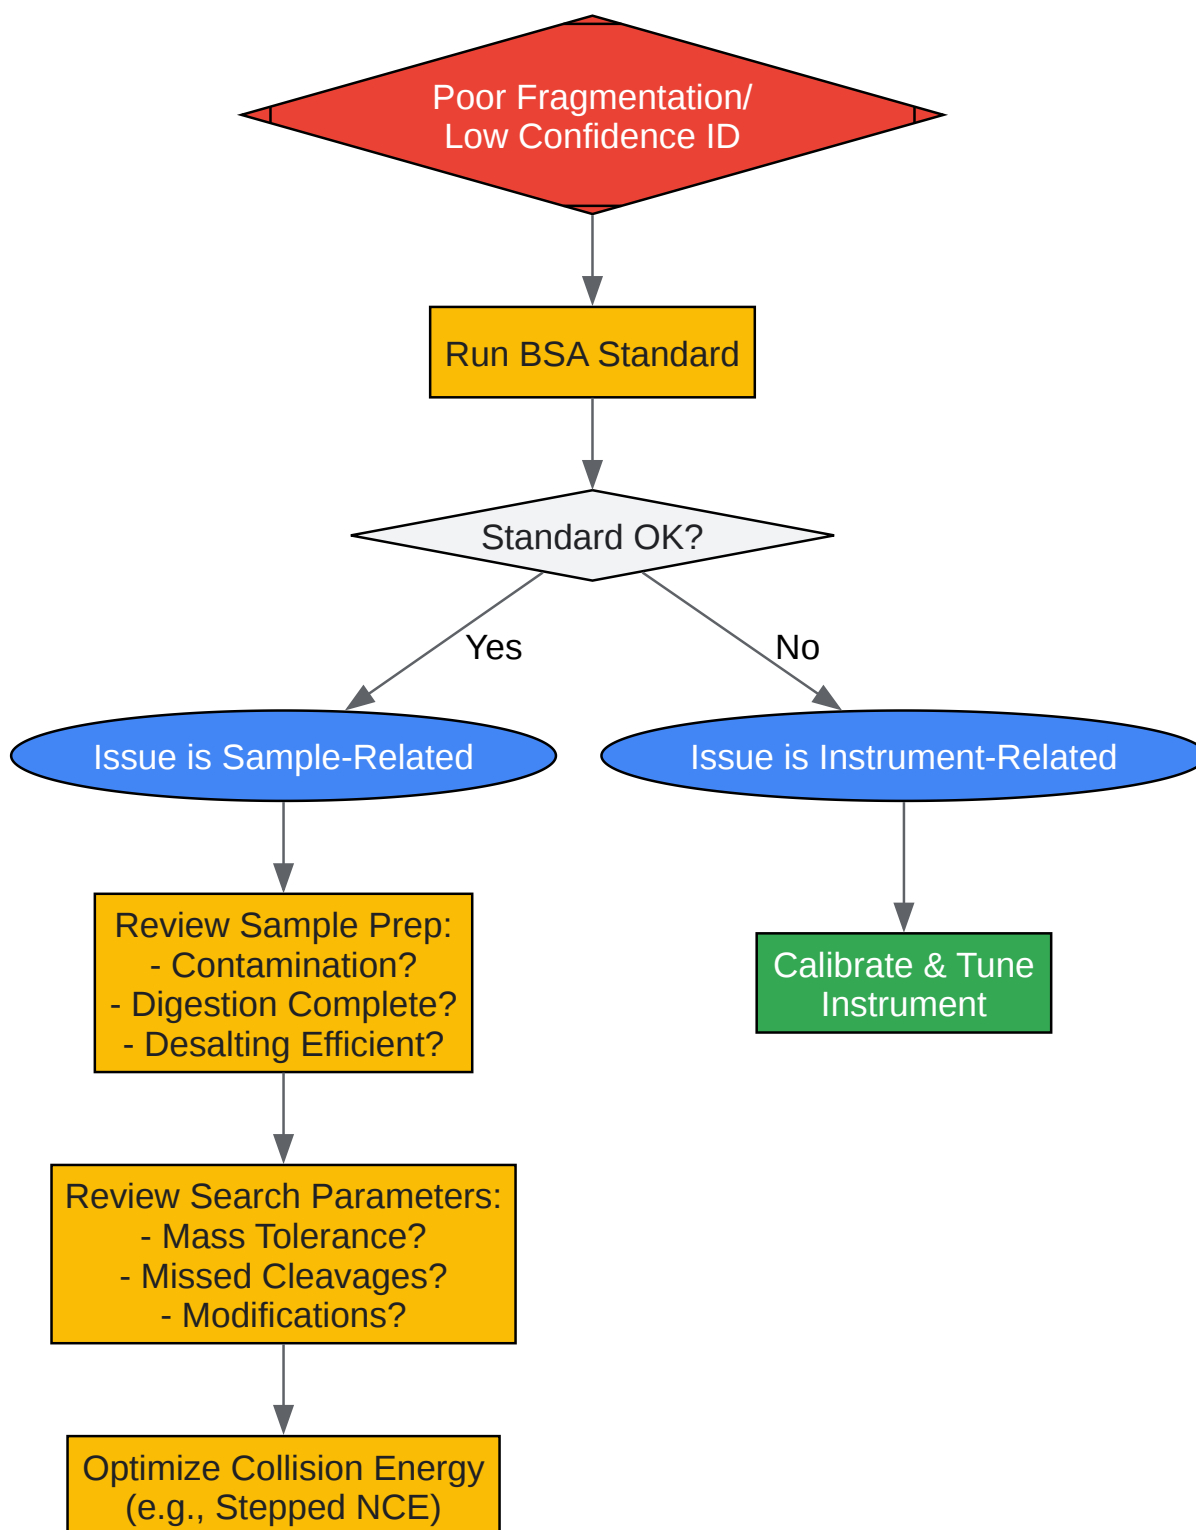 Poor Fragmentation/
Low Confidence ID
Run BSA Standard
Standard OK?
Yes
No
Issue is Sample-Related
Issue is Instrument-Related
Review Sample Prep:
- Contamination?
- Digestion Complete?
- Desalting Efficient?
Calibrate & Tune
Instrument
Review Search Parameters:
- Mass Tolerance?
- Missed Cleavages?
- Modifications?
Optimize Collision Energy
(e.g., Stepped NCE)